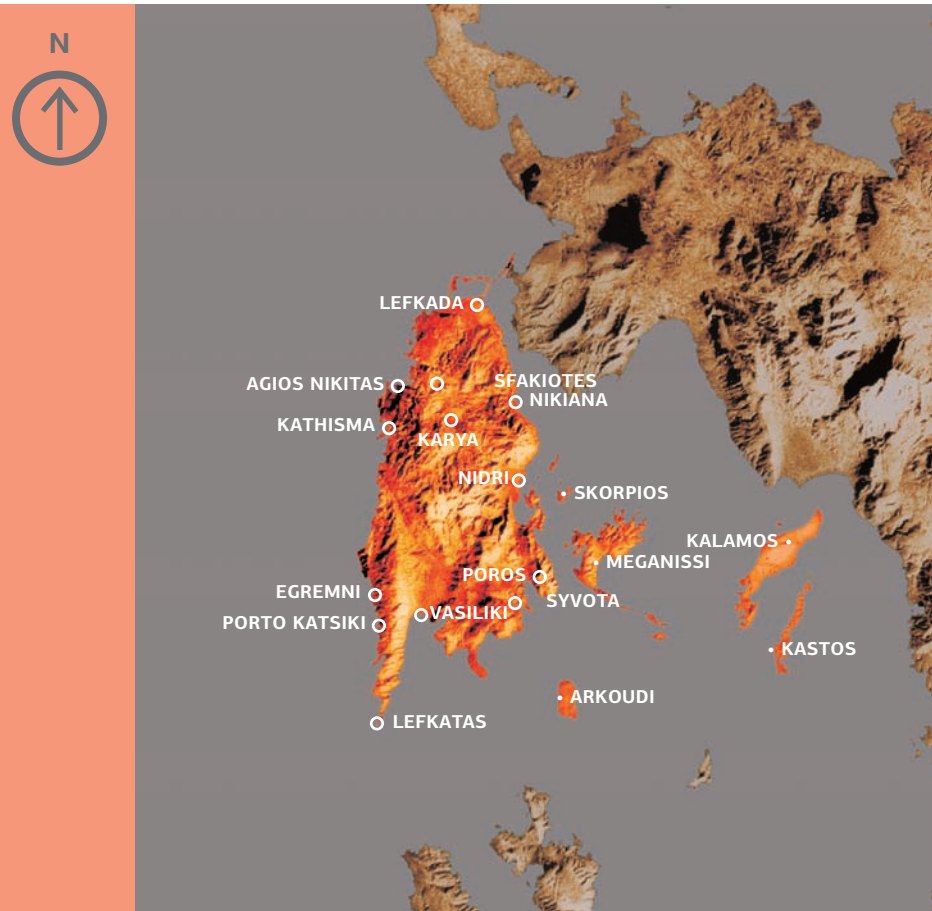 N
LEFKADA
AGIOS NIKITAS
SFAKIOTES
NIKIANA
KATHISMA
KARYA
NIDRI
SKORPIOS
KALAMOS
MEGANISSI
POROS
EGREMNI
SYVOTA
VASILIKI
PORTO KATSIKI
KASTOS
ARKOUDI
LEFKATAS